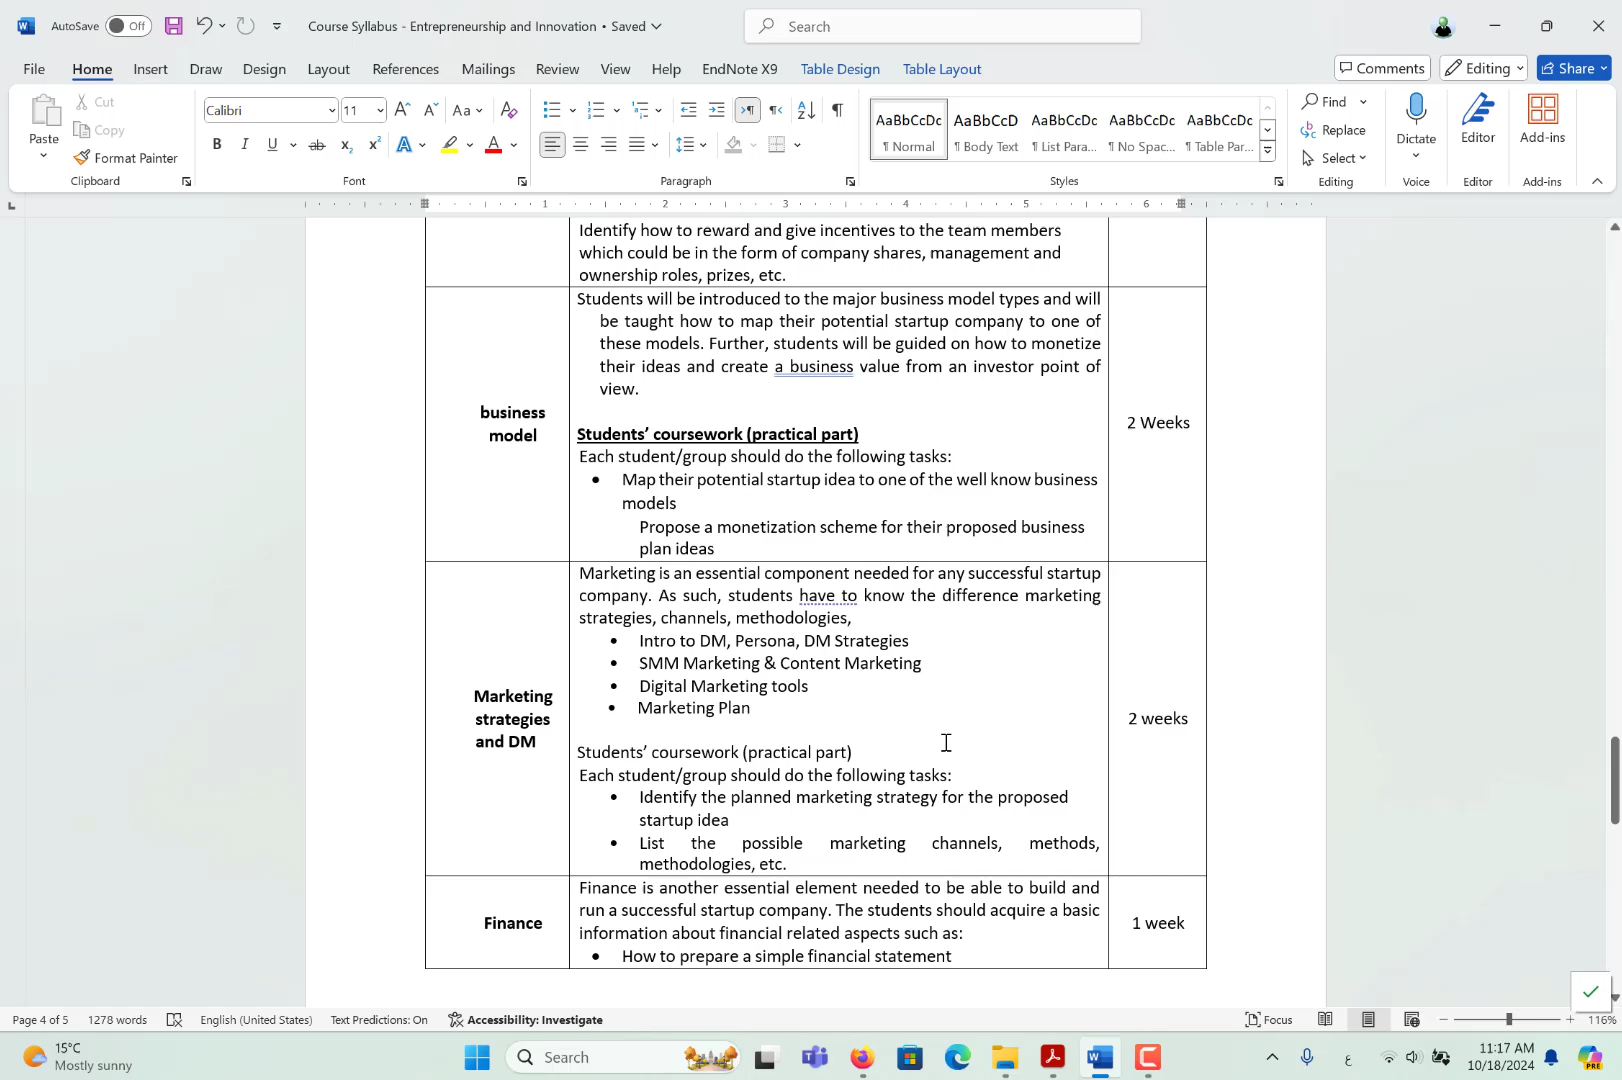 AutoSave Off Course Syllabus - Entrepreneurship and Innovation • Saved Search
File Home Insert Draw Design Layout References Mailings Review View Help EndNote X9 Table Design Table Layout Comments Editing Share
Paste Cut Copy Format Painter
Clipboard
Calibri 11
Font
Paragraph
AaBbCcDc AaBbCcD AaBbCcDc AaBbCcDc AaBbCcDc
¶ Normal ¶ Body Text ¶ List Para... ¶ No Spac... ¶ Table Par...
Styles
Find
Replace
Select
Editing
Dictate
Voice
Editor
Editor
Add-ins
Add-ins
1 2 3 4 5 6
Identify how to reward and give incentives to the team members
which could be in the form of company shares, management and
ownership roles, prizes, etc.
business
model
Students will be introduced to the major business model types and will
be taught how to map their potential startup company to one of
these models. Further, students will be guided on how to monetize
their ideas and create a business value from an investor point of
view.
Students’ coursework (practical part)
Each student/group should do the following tasks:
• Map their potential startup idea to one of the well know business
models
Propose a monetization scheme for their proposed business
plan ideas
2 Weeks
Marketing
strategies
and DM
Marketing is an essential component needed for any successful startup
company. As such, students have to know the difference marketing
strategies, channels, methodologies,
• Intro to DM, Persona, DM Strategies
• SMM Marketing & Content Marketing
• Digital Marketing tools
• Marketing Plan
Students’ coursework (practical part)
Each student/group should do the following tasks:
• Identify the planned marketing strategy for the proposed
startup idea
• List the possible marketing channels, methods,
methodologies, etc.
2 weeks
Finance
Finance is another essential element needed to be able to build and
run a successful startup company. The students should acquire a basic
information about financial related aspects such as:
• How to prepare a simple financial statement
1 week
Page 4 of 5 1278 words English (United States) Text Predictions: On Accessibility: Investigate Focus 116%
15°C
Mostly sunny
Search
ع
11:17 AM
10/18/2024
PRE